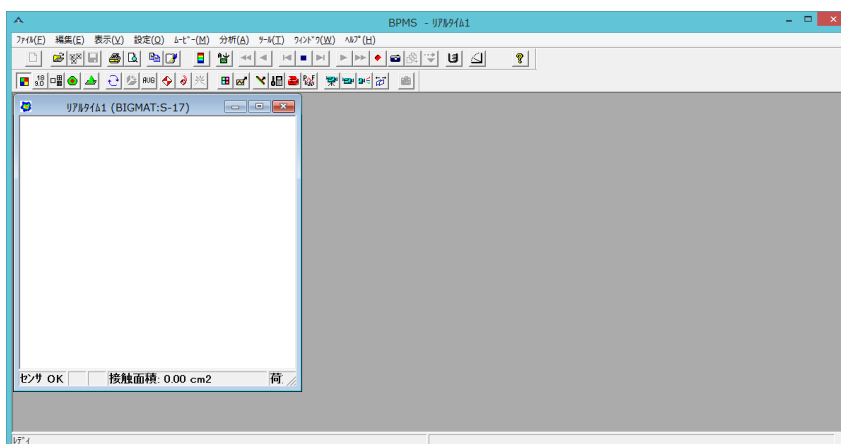 BPMS - ﾘｱﾙﾀｲﾑ1
ﾌｧｲﾙ(F) 編集(E) 表示(V) 設定(O) ﾑｰﾋﾞｰ(M) 分析(A) ﾂｰﾙ(T) ｳｨﾝﾄﾞｳ(W) ﾍﾙﾌﾟ(H)
AVG
ﾘｱﾙﾀｲﾑ1 (BIGMAT:S-17)
センサ OK 接触面積: 0.00 cm2 荷
ﾚﾃﾞｨ